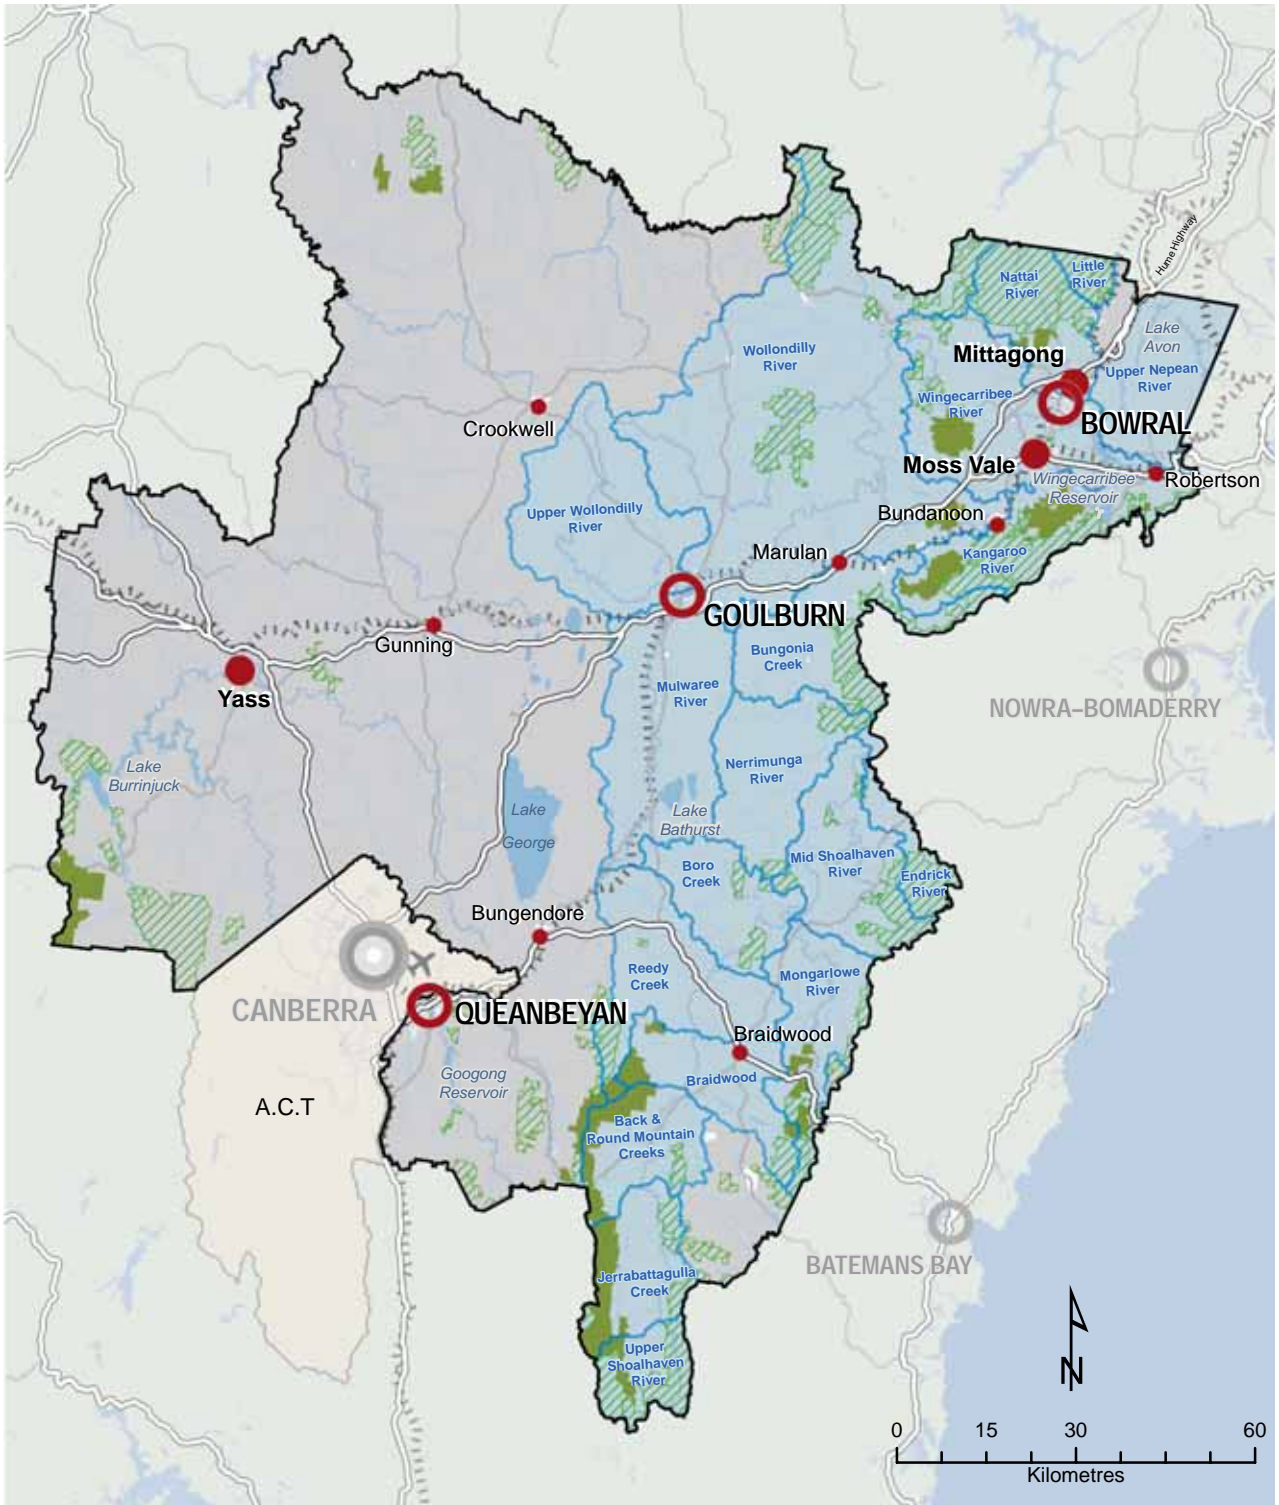 Hume Highway
Nattai
River
Little
River
Lake
Avon
Wollondilly
River
Mittagong
Upper Nepean
River
Wingecarribee
River
Crookwell
BOWRAL
Moss Vale
Wingecarribee
Reservoir
Robertson
Upper Wollondilly
River
Bundanoon
Marulan
Kangaroo
River
GOULBURN
Gunning
Bungonia
Creek
Yass
Mulwaree
River
NOWRA–BOMADERRY
Lake
Burrinjuck
Nerrimunga
River
Lake
George
Lake
Bathurst
Boro
Creek
Mid Shoalhaven
River
Endrick
River
Bungendore
Reedy
Creek
Mongarlowe
River
CANBERRA
QUEANBEYAN
Braidwood
Googong
Reservoir
Braidwood
A.C.T
Back &
Round Mountain
Creeks
BATEMANS BAY
Jerrabattagulla
Creek
Upper
Shoalhaven
River
N
0 15 30 60
Kilometres